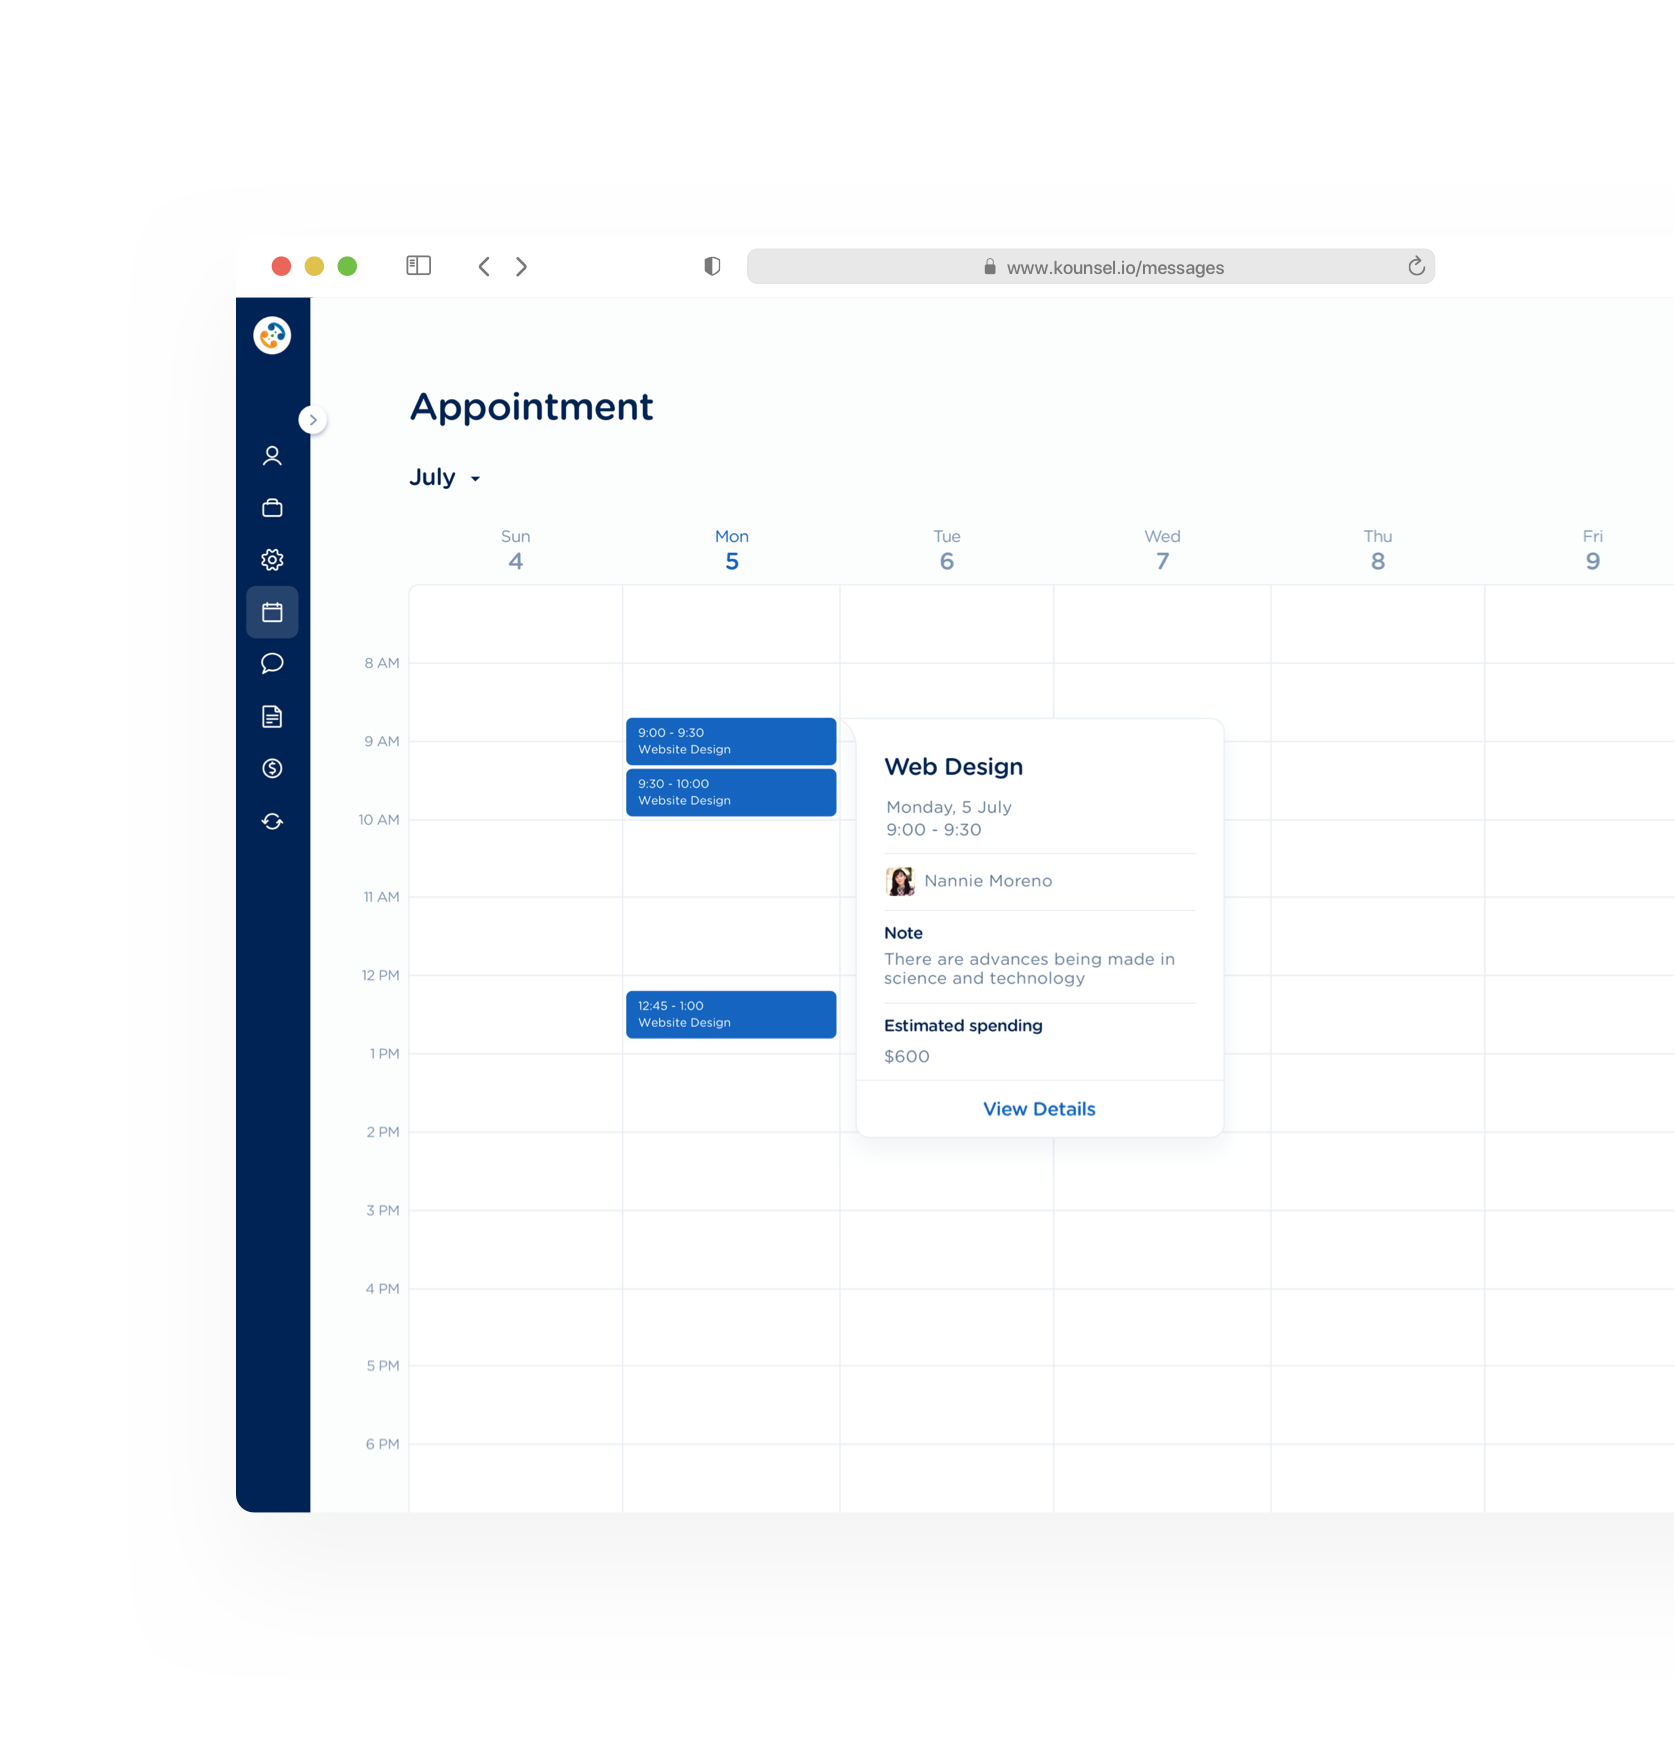 www.kounsel.io/messages
Appointment
July
Sun
4
Mon
5
Tue
6
Wed
7
Thu
8
Fri
9
8 AM
9 AM
10 AM
11 AM
12 PM
1 PM
2 PM
3 PM
4 PM
5 PM
6 PM
9:00 - 9:30
Website Design
9:30 - 10:00
Website Design
12:45 - 1:00
Website Design
Web Design
Monday, 5 July
9:00 - 9:30
Nannie Moreno
Note
There are advances being made in
science and technology
Estimated spending
$600
View Details